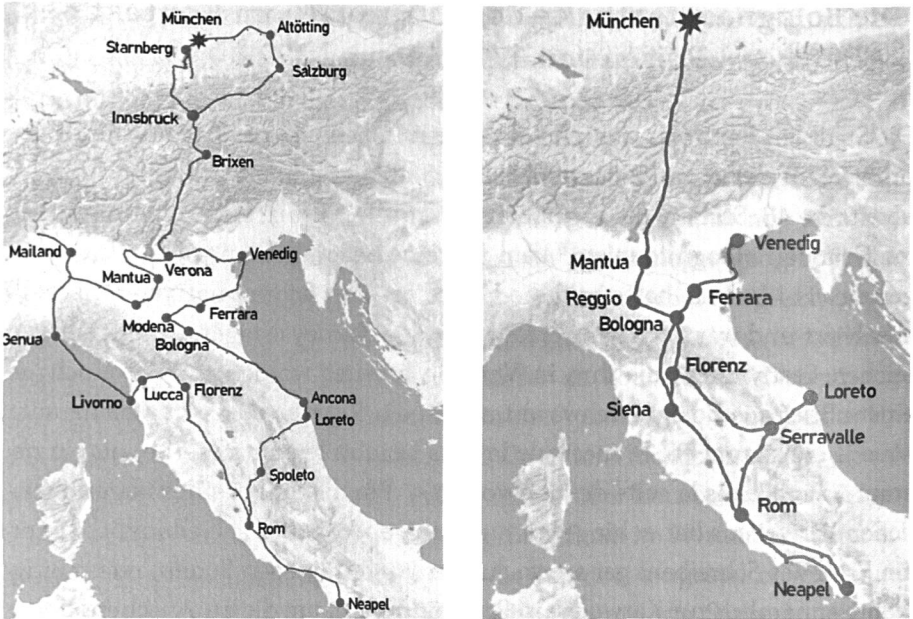 München
Altötting
Starnberg
Salzburg
Innsbruck
Brixen
Mailand
Verona
Venedig
Mantua
Ferrara
Modena
Bologna
Genua
Livorno
Lucca
Florenz
Ancona
Loreto
Spoleto
Rom
Neapel
München
Venedig
Mantua
Reggio
Ferrara
Bologna
Florenz
Siena
Loreto
Serravalle
Rom
Neapel